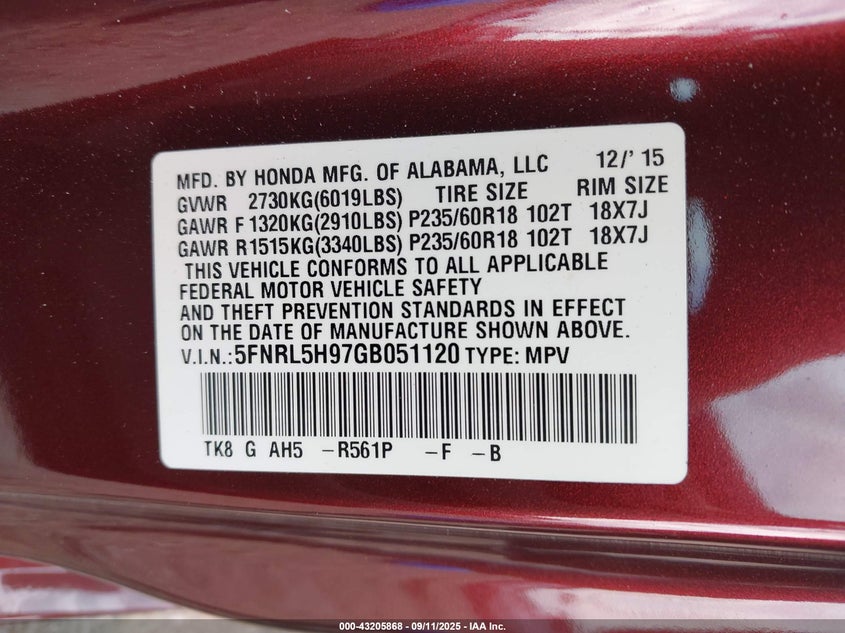 MFD. BY HONDA MFG. OF ALABAMA, LLC 12/' 15
GVWR 2730KG(6019LBS) TIRE SIZE RIM SIZE
GAWR F 1320KG(2910LBS) P235/60R18 102T 18X7J
GAWR R1515KG(3340LBS) P235/60R18 102T 18X7J
THIS VEHICLE CONFORMS TO ALL APPLICABLE
FEDERAL MOTOR VEHICLE SAFETY
AND THEFT PREVENTION STANDARDS IN EFFECT
ON THE DATE OF MANUFACTURE SHOWN ABOVE.
V.I.N.:5FNRL5H97GB051120 TYPE: MPV
TK8 G AH5 -R561P -F -B
000-43205868 - 09/11/2025 - IAA Inc.